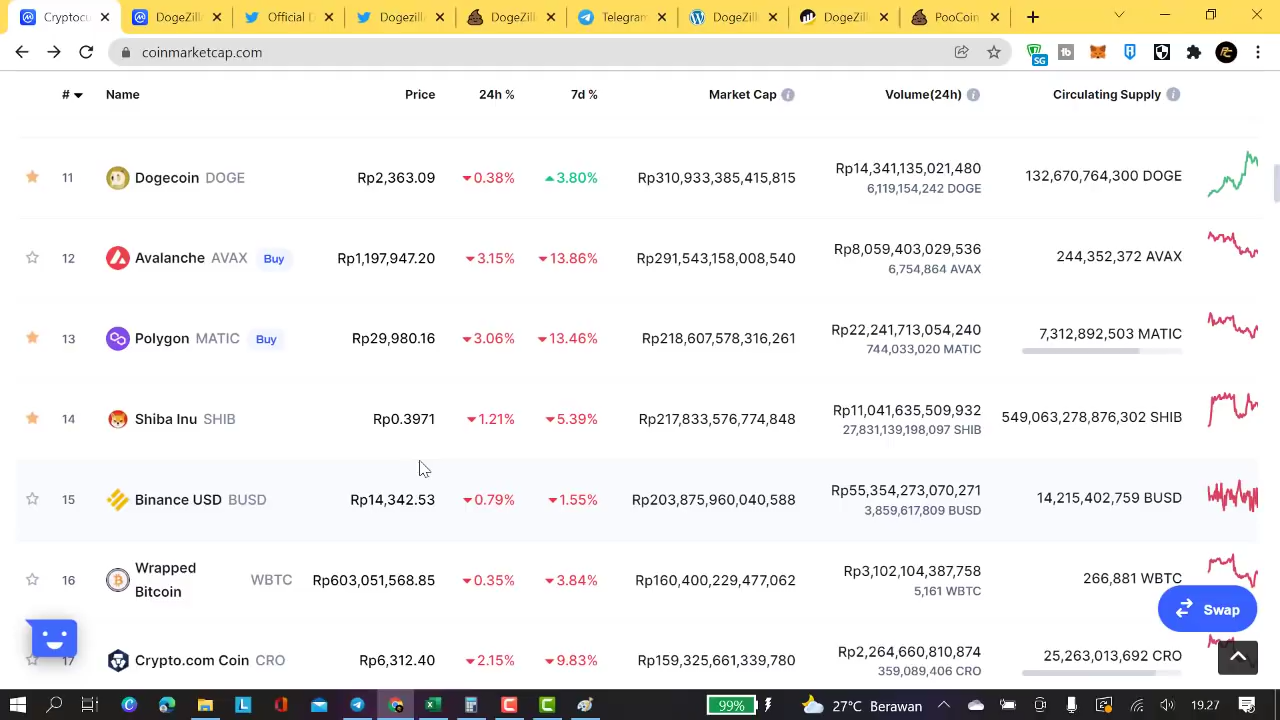 Cryptocu
DogeZill
Official D
Dogezill
DogeZill
Telegram
DogeZill
DogeZill
PooCoin
coinmarketcap.com
SG
# Name Price 24h % 7d % Market Cap Volume(24h) Circulating Supply
11 Dogecoin DOGE Rp2,363.09 0.38% 3.80% Rp310,933,385,415,815 Rp14,341,135,021,480 132,670,764,300 DOGE
6,119,154,242 DOGE
12 Avalanche AVAX Buy Rp1,197,947.20 3.15% 13.86% Rp291,543,158,008,540 Rp8,059,403,029,536 244,352,372 AVAX
6,754,864 AVAX
13 Polygon MATIC Buy Rp29,980.16 3.06% 13.46% Rp218,607,578,316,261 Rp22,241,713,054,240 7,312,892,503 MATIC
744,033,020 MATIC
14 Shiba Inu SHIB Rp0.3971 1.21% 5.39% Rp217,833,576,774,848 Rp11,041,635,509,932 549,063,278,876,302 SHIB
27,831,139,198,097 SHIB
15 Binance USD BUSD Rp14,342.53 0.79% 1.55% Rp203,875,960,040,588 Rp55,354,273,070,271 14,215,402,759 BUSD
3,859,617,809 BUSD
16 Wrapped Bitcoin WBTC Rp603,051,568.85 0.35% 3.84% Rp160,400,229,477,062 Rp3,102,104,387,758 266,881 WBTC
5,161 WBTC
Swap
17 Crypto.com Coin CRO Rp6,312.40 2.15% 9.83% Rp159,325,661,339,780 Rp2,264,660,810,874 25,263,013,692 CRO
359,089,406 CRO
99% 27°C Berawan 19.27